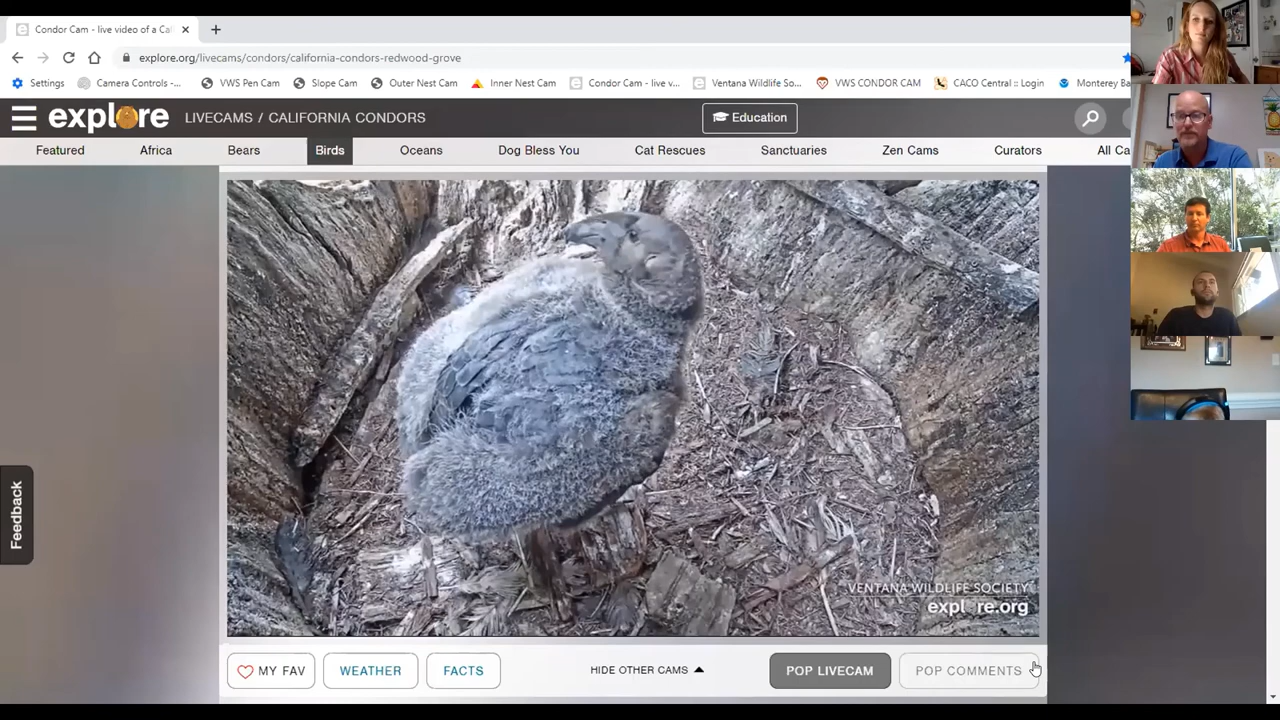 Condor Cam - live video of a Cal
explore.org/livecams/condors/california-condors-redwood-grove
Settings Camera Controls -... VWS Pen Cam Slope Cam Outer Nest Cam Inner Nest Cam Condor Cam - live v... Ventana Wildlife So... VWS CONDOR CAM CACO Central :: Login Monterey Ba
explore LIVECAMS / CALIFORNIA CONDORS Education
Featured Africa Bears Birds Oceans Dog Bless You Cat Rescues Sanctuaries Zen Cams Curators All Ca
Feedback
VENTANA WILDLIFE SOCIETY
explore.org
MY FAV WEATHER FACTS HIDE OTHER CAMS POP LIVECAM POP COMMENTS